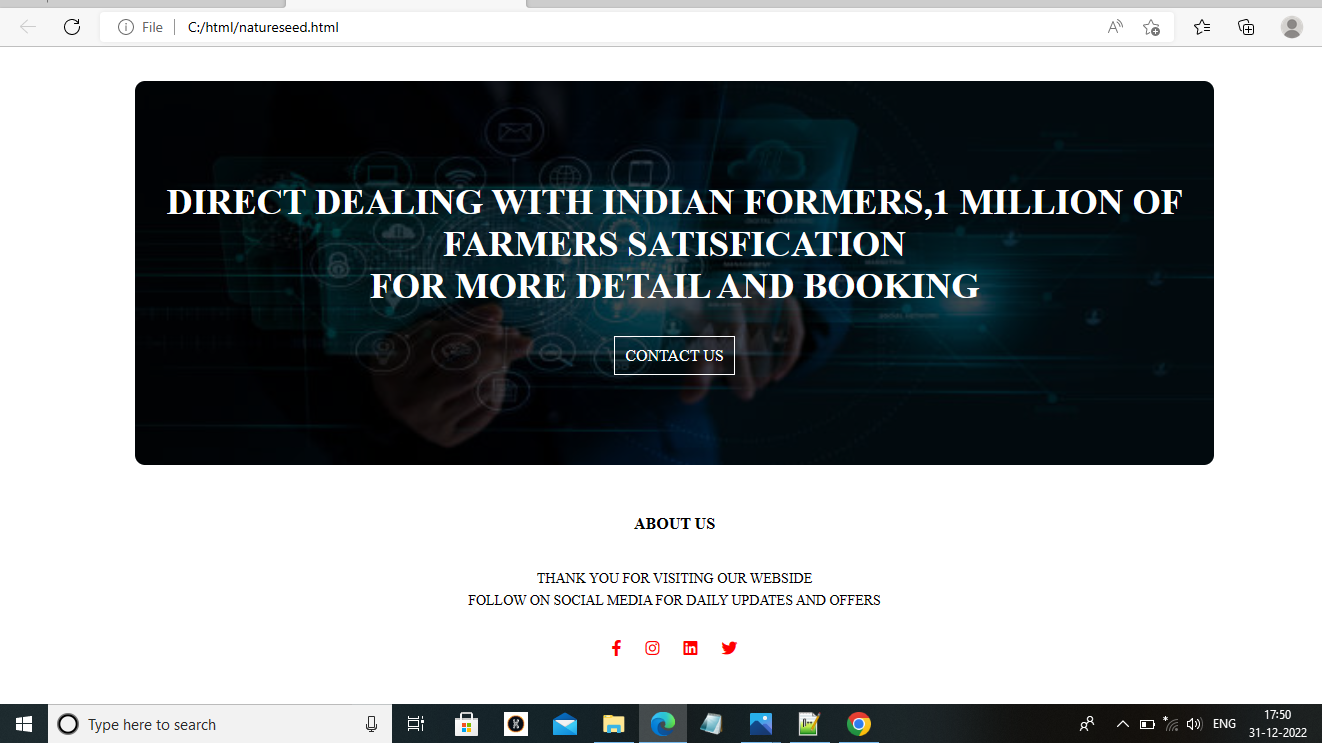 File
C:/html/natureseed.html
DIRECT DEALING WITH INDIAN FORMERS,1 MILLION OF
FARMERS SATISFICATION
FOR MORE DETAIL AND BOOKING
CONTACT US
ABOUT US
THANK YOU FOR VISITING OUR WEBSIDE
FOLLOW ON SOCIAL MEDIA FOR DAILY UPDATES AND OFFERS
Type here to search
ENG
17:50
31-12-2022